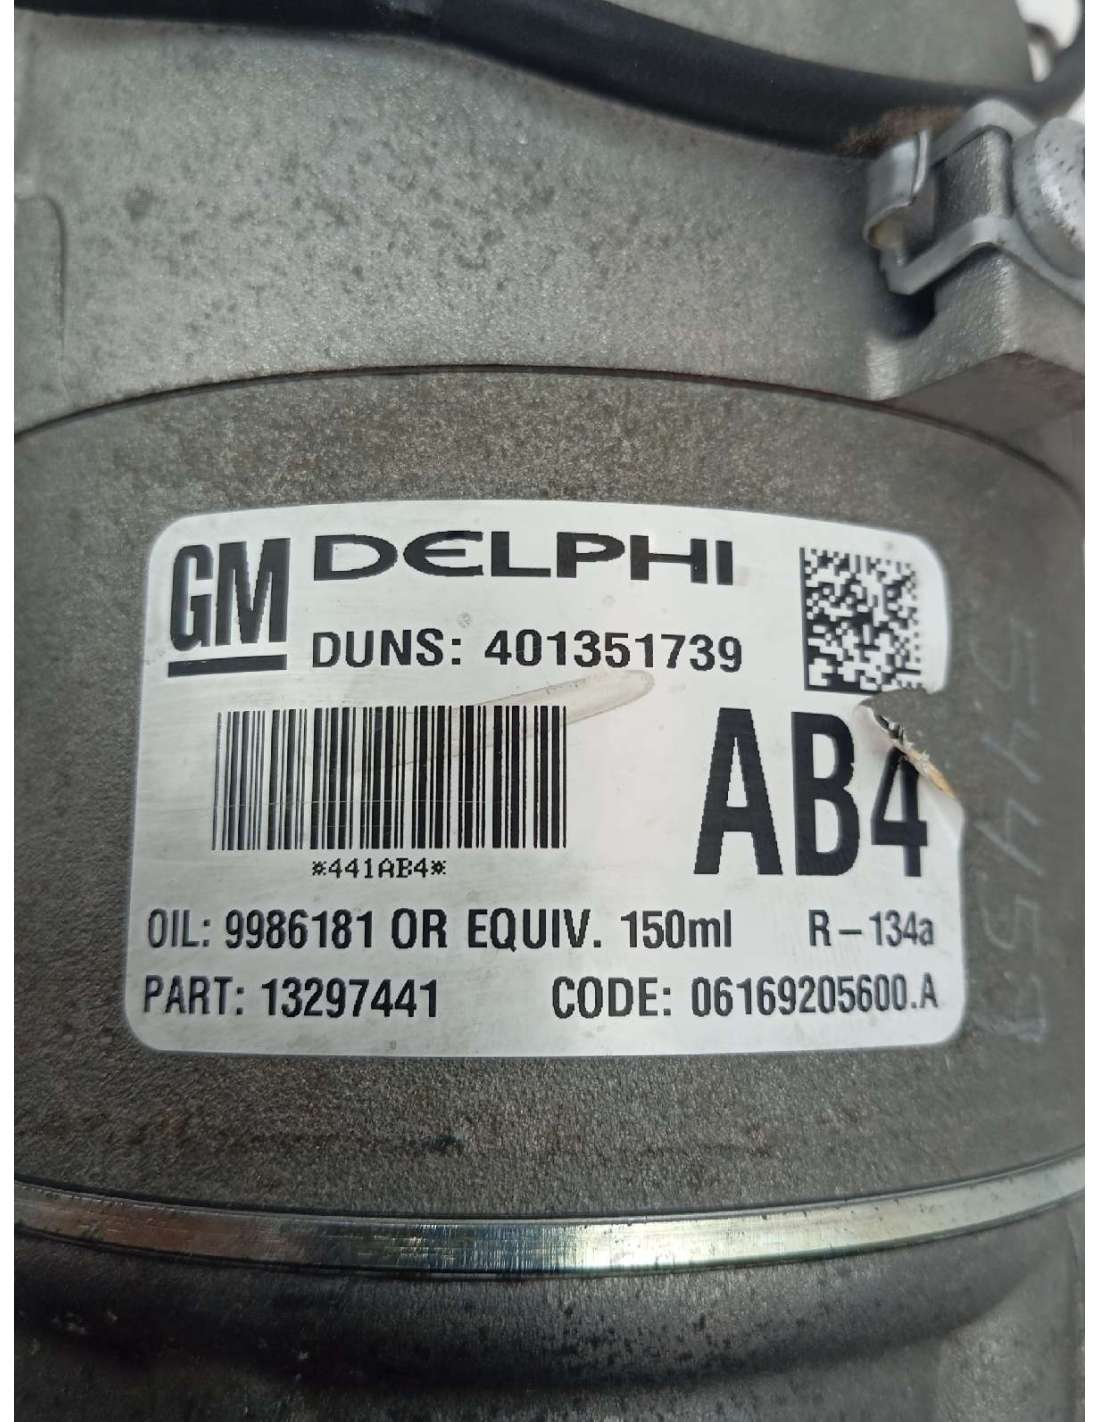 GM DELPHI
DUNS: 401351739
*441AB4*
AB4
OIL: 9986181 OR EQUIV. 150ml R-134a
PART: 13297441 CODE: 06169205600.A